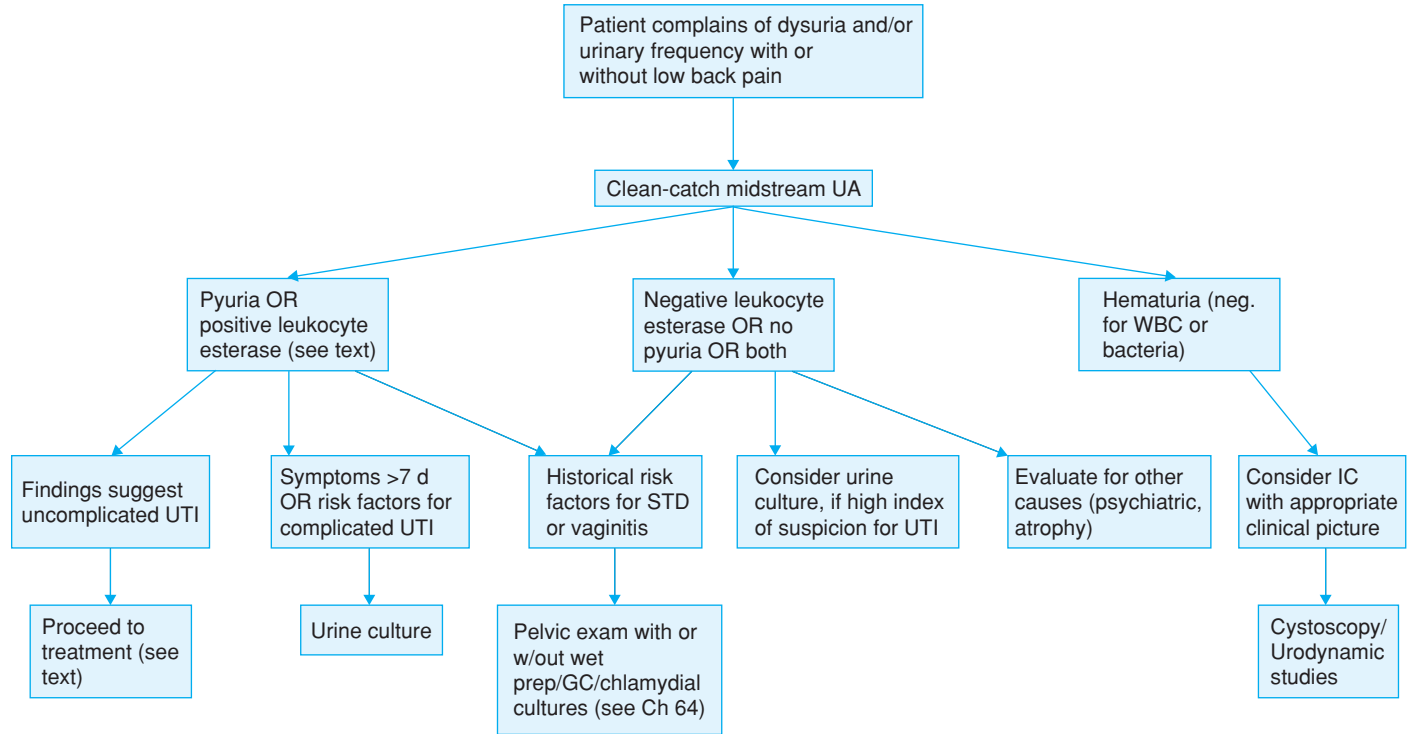 Patient complains of dysuria and/or
urinary frequency with or
without low back pain
Clean-catch midstream UA
Pyuria OR
positive leukocyte
esterase (see text)
Negative leukocyte
esterase OR no
pyuria OR both
Hematuria (neg.
for WBC or
bacteria)
Findings suggest
uncomplicated UTI
Symptoms >7 d
OR risk factors for
complicated UTI
Historical risk
factors for STD
or vaginitis
Consider urine
culture, if high index
of suspicion for UTI
Evaluate for other
causes (psychiatric,
atrophy)
Consider IC
with appropriate
clinical picture
Proceed to
treatment (see
text)
Urine culture
Pelvic exam with or
w/out wet
prep/GC/chlamydial
cultures (see Ch 64)
Cystoscopy/
Urodynamic
studies